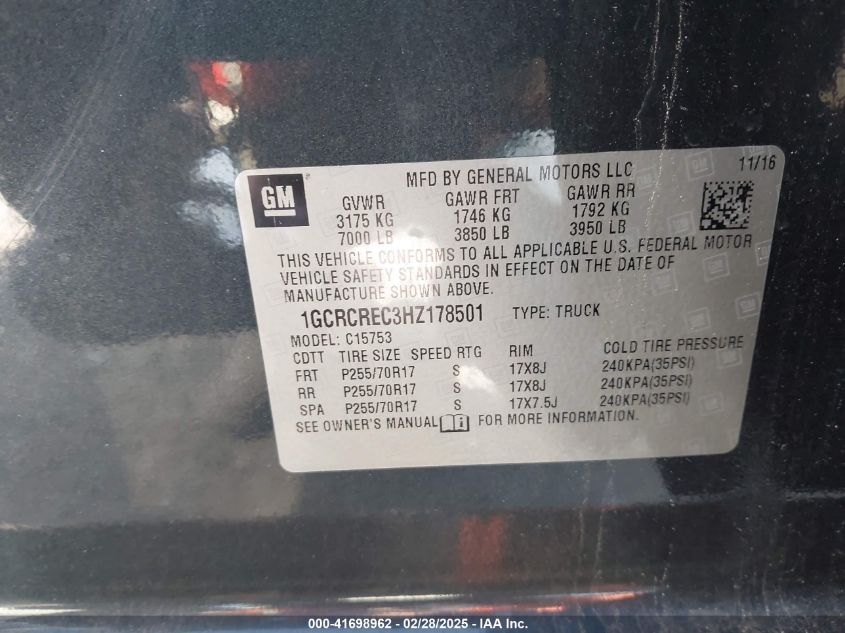 11/16
GM
MFD BY GENERAL MOTORS LLC
GVWR GAWR FRT GAWR RR
3175 KG 1746 KG 1792 KG
7000 LB 3850 LB 3950 LB
THIS VEHICLE CONFORMS TO ALL APPLICABLE U.S. FEDERAL MOTOR
VEHICLE SAFETY STANDARDS IN EFFECT ON THE DATE OF
MANUFACTURE SHOWN ABOVE.
1GCRCREC3HZ178501 TYPE: TRUCK
MODEL: C15753
CDTT TIRE SIZE SPEED RTG RIM COLD TIRE PRESSURE
FRT P255/70R17 S 17X8J 240KPA(35PSI)
RR P255/70R17 S 17X8J 240KPA(35PSI)
SPA P255/70R17 S 17X7.5J 240KPA(35PSI)
SEE OWNER'S MANUAL i FOR MORE INFORMATION.
000-41698962 / 02/28/2025 - IAA Inc.